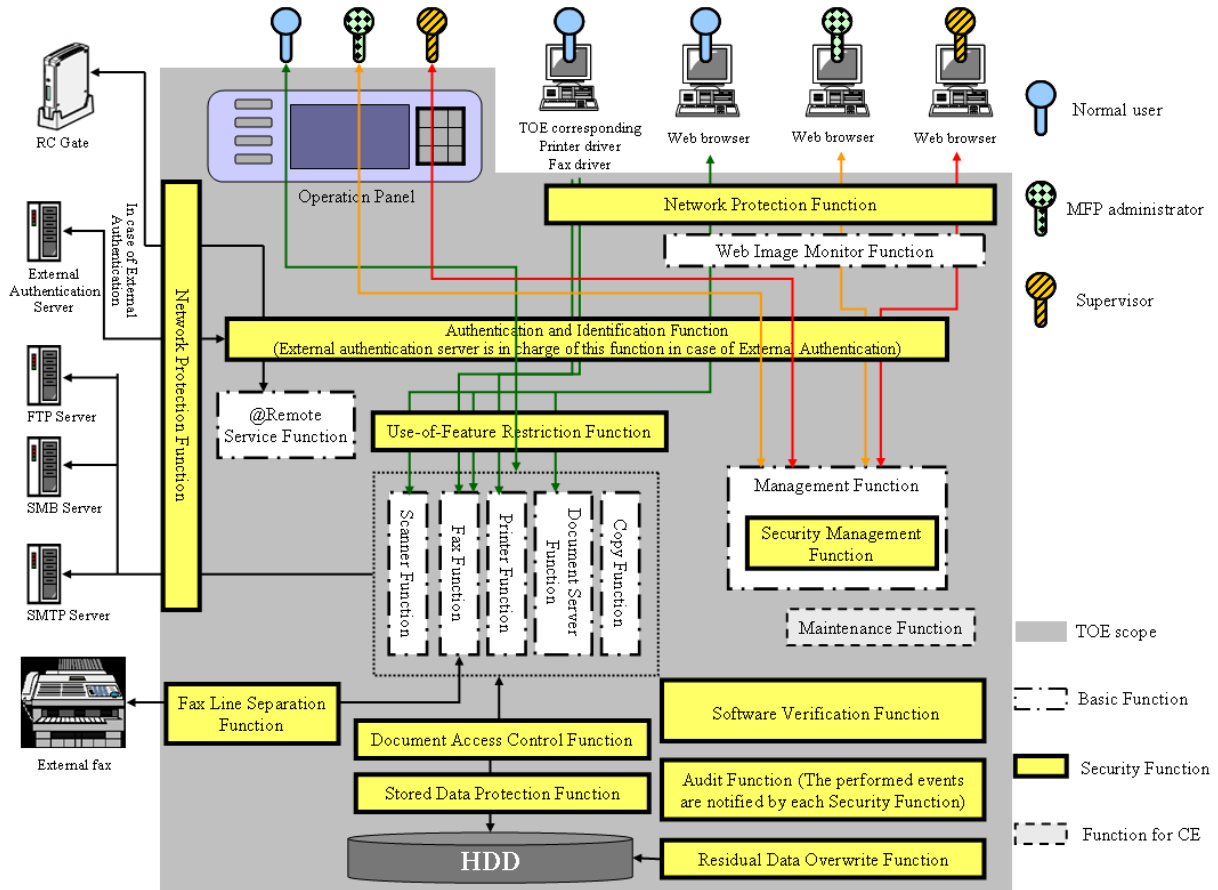 RC Gate
Operation Panel
TOE corresponding
Printer driver
Fax driver
Web browser
Web browser
Web browser
Normal user
MFP administrator
Supervisor
In case of External
Authentication
External
Authentication
Server
Network Protection Function
Network Protection Function
Web Image Monitor Function
Authentication and Identification Function
(External authentication server is in charge of this function in case of External Authentication)
FTP Server
@Remote
Service Function
Use-of-Feature Restriction Function
SMB Server
Scanner Function
Fax Function
Printer Function
Document Server
Function
Copy Function
Management Function
Security Management
Function
SMTP Server
Maintenance Function
TOE scope
External fax
Fax Line Separation
Function
Document Access Control Function
Software Verification Function
Basic Function
Stored Data Protection Function
Audit Function (The performed events
are notified by each Security Function)
Security Function
HDD
Residual Data Overwrite Function
Function for CE